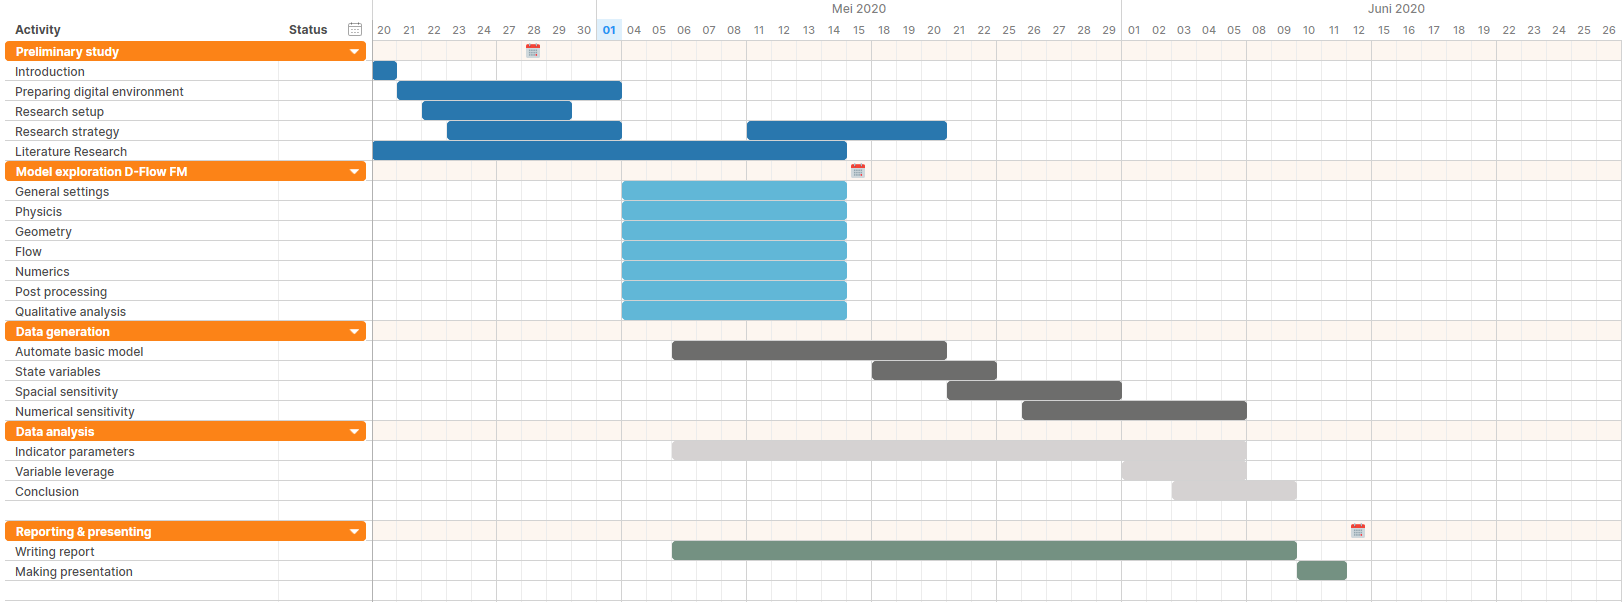 Mei 2020 Juni 2020
Activity Status 20 21 22 23 24 27 28 29 30 01 04 05 06 07 08 11 12 13 14 15 18 19 20 21 22 25 26 27 28 29 01 02 03 04 05 08 09 10 11 12 15 16 17 18 19 22 23 24 25 26
Preliminary study
Introduction
Preparing digital environment
Research setup
Research strategy
Literature Research
Model exploration D-Flow FM
General settings
Physicis
Geometry
Flow
Numerics
Post processing
Qualitative analysis
Data generation
Automate basic model
State variables
Spacial sensitivity
Numerical sensitivity
Data analysis
Indicator parameters
Variable leverage
Conclusion
Reporting & presenting
Writing report
Making presentation